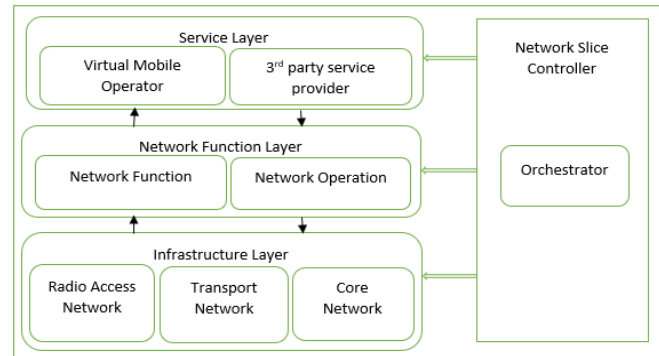 Service Layer
Virtual Mobile
Operator
3rd party service
provider
Network Function Layer
Network Function
Network Operation
Infrastructure Layer
Radio Access
Network
Transport
Network
Core
Network
Network Slice
Controller
Orchestrator